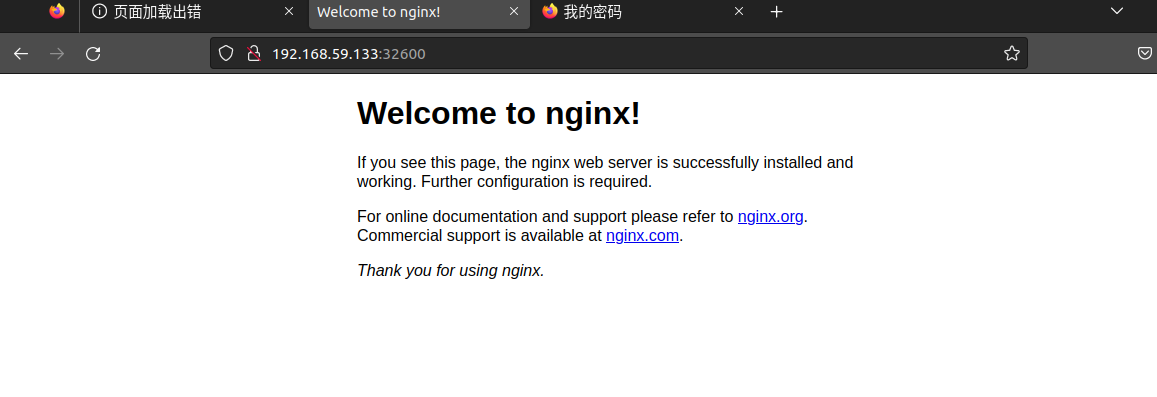 页面加载出错
Welcome to nginx!
我的密码
192.168.59.133:32600
Welcome to nginx!
If you see this page, the nginx web server is successfully installed and
working. Further configuration is required.
For online documentation and support please refer to nginx.org.
Commercial support is available at nginx.com.
Thank you for using nginx.